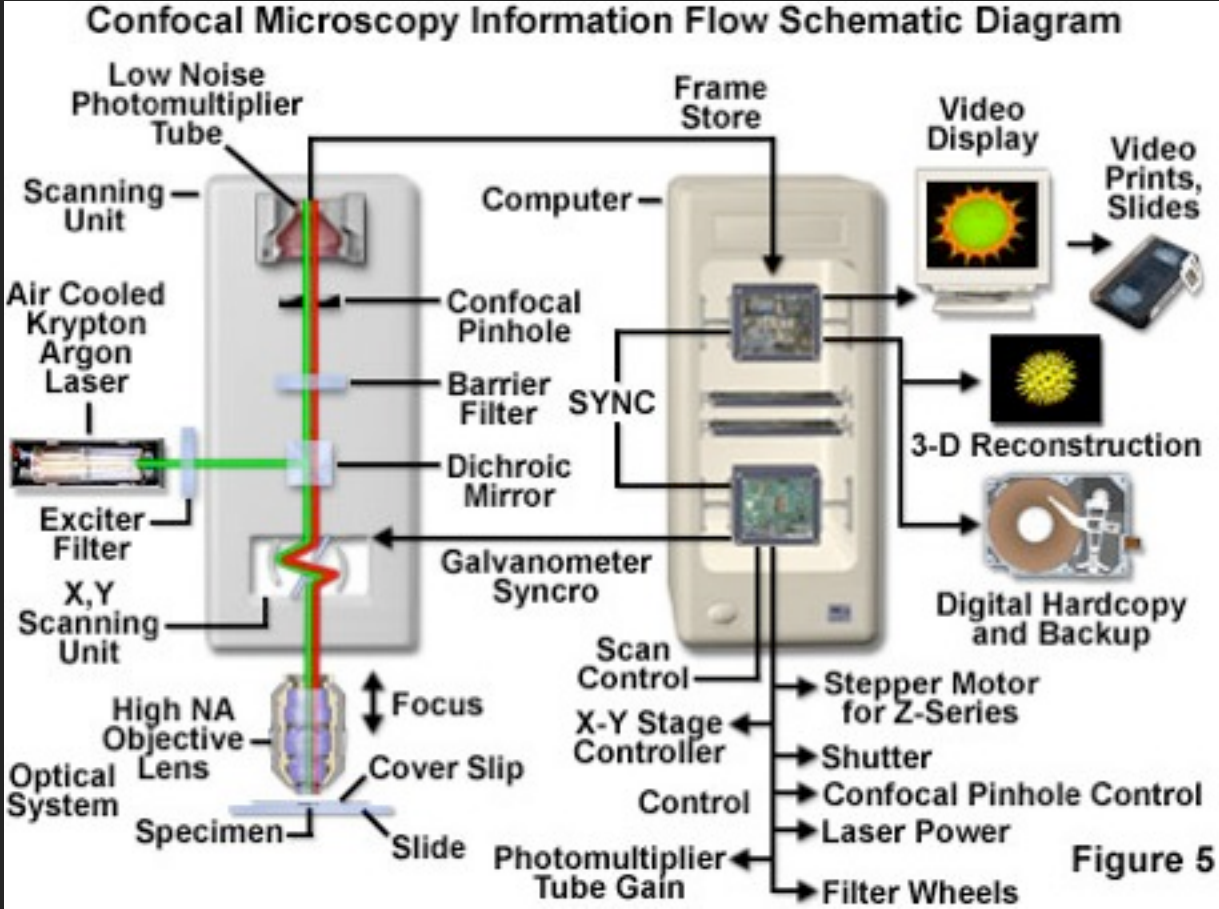 Confocal Microscopy Information Flow Schematic Diagram
Low Noise
Photomultiplier
Tube
Scanning
Unit
Air Cooled
Krypton
Argon
Laser
Exciter
Filter
X,Y
Scanning
Unit
High NA
Objective
Lens
Optical
System
Specimen
Slide
Cover Slip
Focus
Confocal
Pinhole
Barrier
Filter
Dichroic
Mirror
Galvanometer
Syncro
SYNC
Computer
Frame
Store
Video
Display
Video
Prints,
Slides
3-D Reconstruction
Digital Hardcopy
and Backup
Scan
Control
Stepper Motor
for Z-Series
X-Y Stage
Controller
Shutter
Control
Confocal Pinhole Control
Laser Power
Photomultiplier
Tube Gain
Filter Wheels
Figure 5